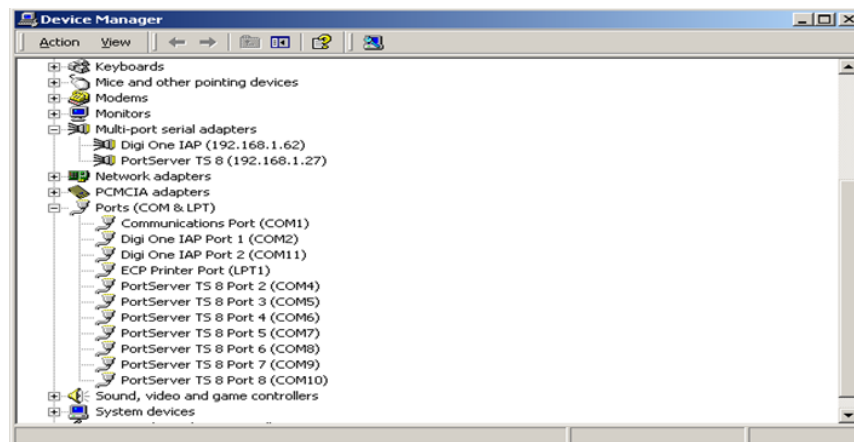 Device Manager
Action View
Keyboards
Mice and other pointing devices
Modems
Monitors
Multi-port serial adapters
Digi One IAP (192.168.1.62)
PortServer TS 8 (192.168.1.27)
Network adapters
PCMCIA adapters
Ports (COM & LPT)
Communications Port (COM1)
Digi One IAP Port 1 (COM2)
Digi One IAP Port 2 (COM11)
ECP Printer Port (LPT1)
PortServer TS 8 Port 2 (COM4)
PortServer TS 8 Port 3 (COM5)
PortServer TS 8 Port 4 (COM6)
PortServer TS 8 Port 5 (COM7)
PortServer TS 8 Port 6 (COM8)
PortServer TS 8 Port 7 (COM9)
PortServer TS 8 Port 8 (COM10)
Sound, video and game controllers
System devices